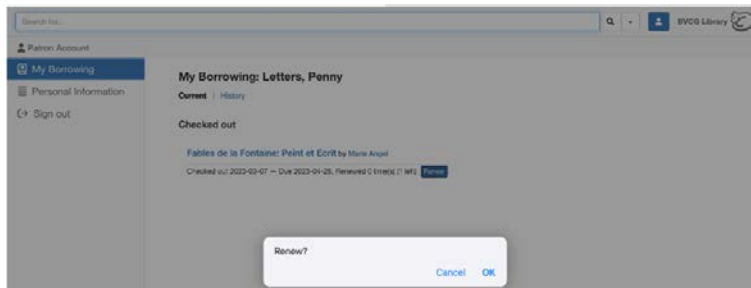 Search for...
BVCG Library
Patron Account
My Borrowing
Personal Information
Sign out
My Borrowing: Letters, Penny
Current | History
Checked out
Fables de la Fontaine: Peint et Ecrit by Marie Angel
Checked out 2023-03-07 — Due 2023-04-25, Renewed 0 time(s) [1 left] Renew
Renew?
Cancel OK